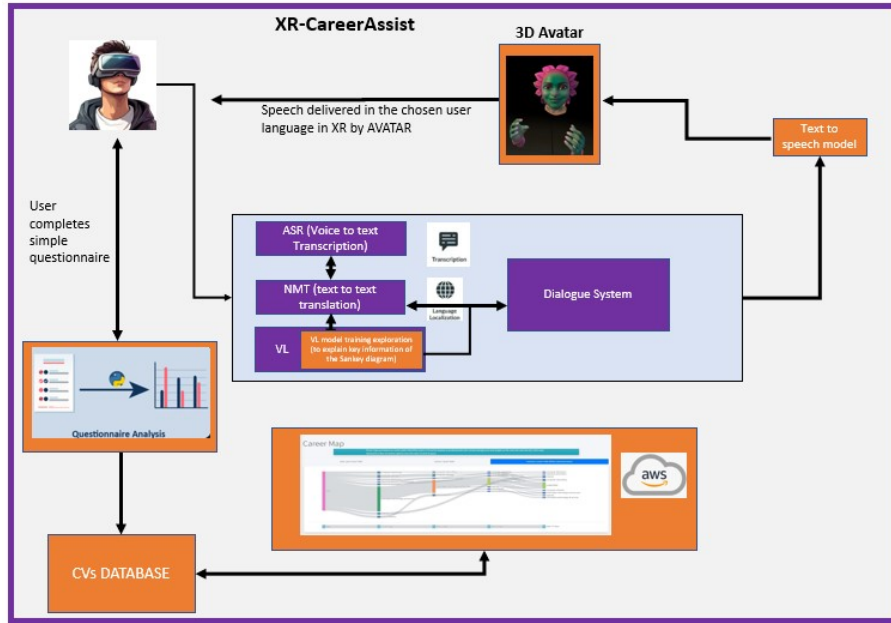 XR-CareerAssist
3D Avatar
Speech delivered in the chosen user
language in XR by AVATAR
Text to
speech model
User
completes
simple
questionnaire
ASR (Voice to text
Transcription)
Transcription
NMT (text to text
translation)
Language
Localization
Dialogue System
VL
VL model training exploration
(to explain key information of
the Sankey diagram)
Questionnaire Analysis
Career Map
aws
CVs DATABASE